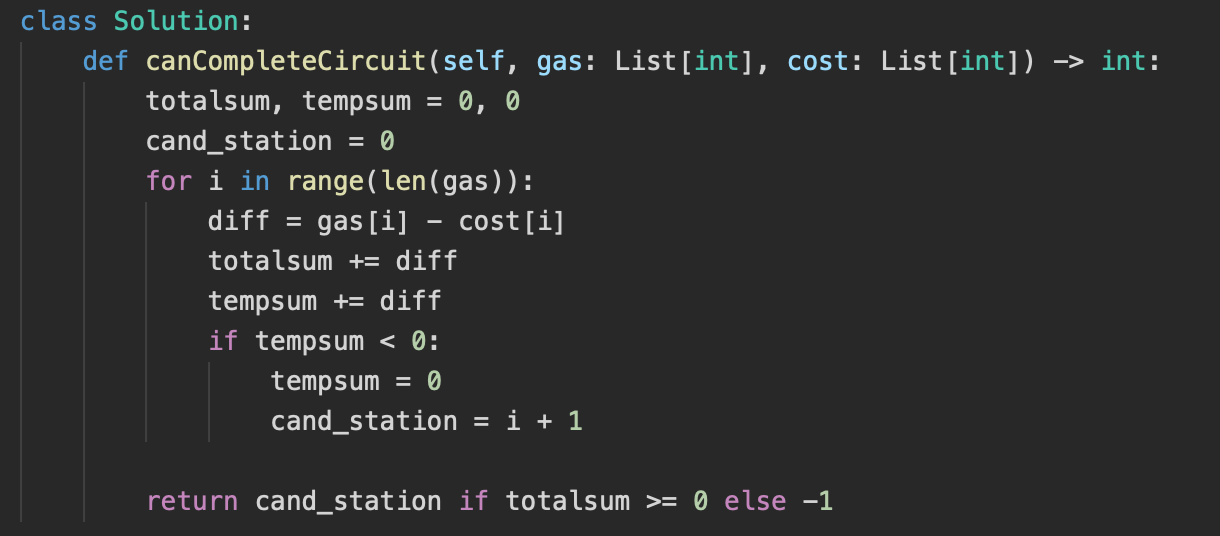 class Solution:
    def canCompleteCircuit(self, gas: List[int], cost: List[int]) -> int:
        totalsum, tempsum = 0, 0
        cand_station = 0
        for i in range(len(gas)):
            diff = gas[i] - cost[i]
            totalsum += diff
            tempsum += diff
            if tempsum < 0:
                tempsum = 0
                cand_station = i + 1

        return cand_station if totalsum >= 0 else -1